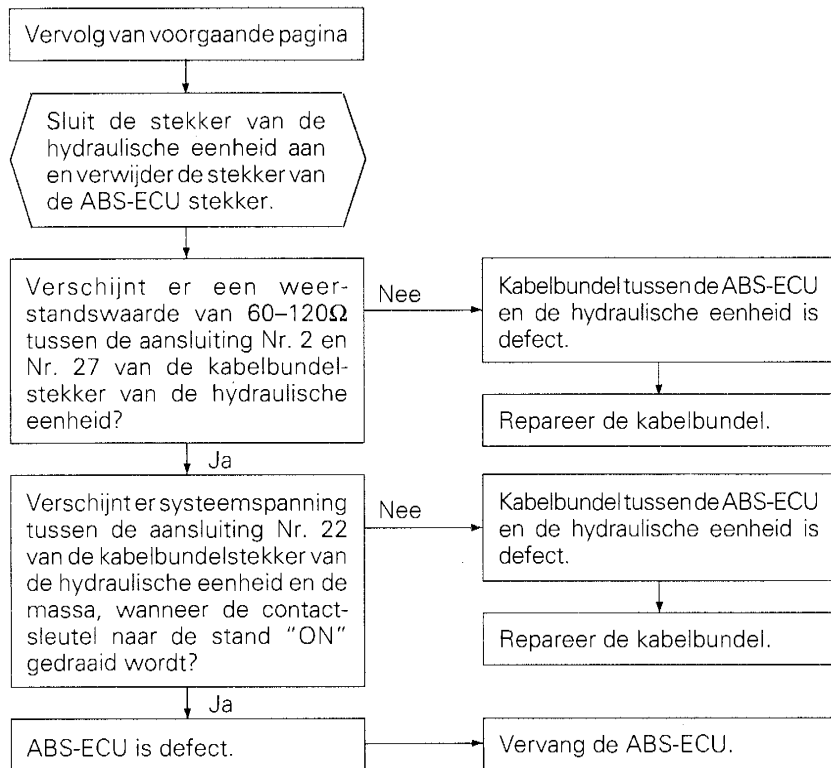 Vervolg van voorgaande pagina
Sluit de stekker van de
hydraulische eenheid aan
en verwijder de stekker van
de ABS-ECU stekker.
Verschijnt er een weer-
standswaarde van 60–120Ω
tussen de aansluiting Nr. 2 en
Nr. 27 van de kabelbundel-
stekker van de hydraulische
eenheid?
Nee
Kabelbundel tussen de ABS-ECU
en de hydraulische eenheid is
defect.
Repareer de kabelbundel.
Ja
Verschijnt er systeemspanning
tussen de aansluiting Nr. 22
van de kabelbundelstekker van
de hydraulische eenheid en de
massa, wanneer de contact-
sleutel naar de stand "ON"
gedraaid wordt?
Nee
Kabelbundel tussen de ABS-ECU
en de hydraulische eenheid is
defect.
Repareer de kabelbundel.
Ja
ABS-ECU is defect.
Vervang de ABS-ECU.